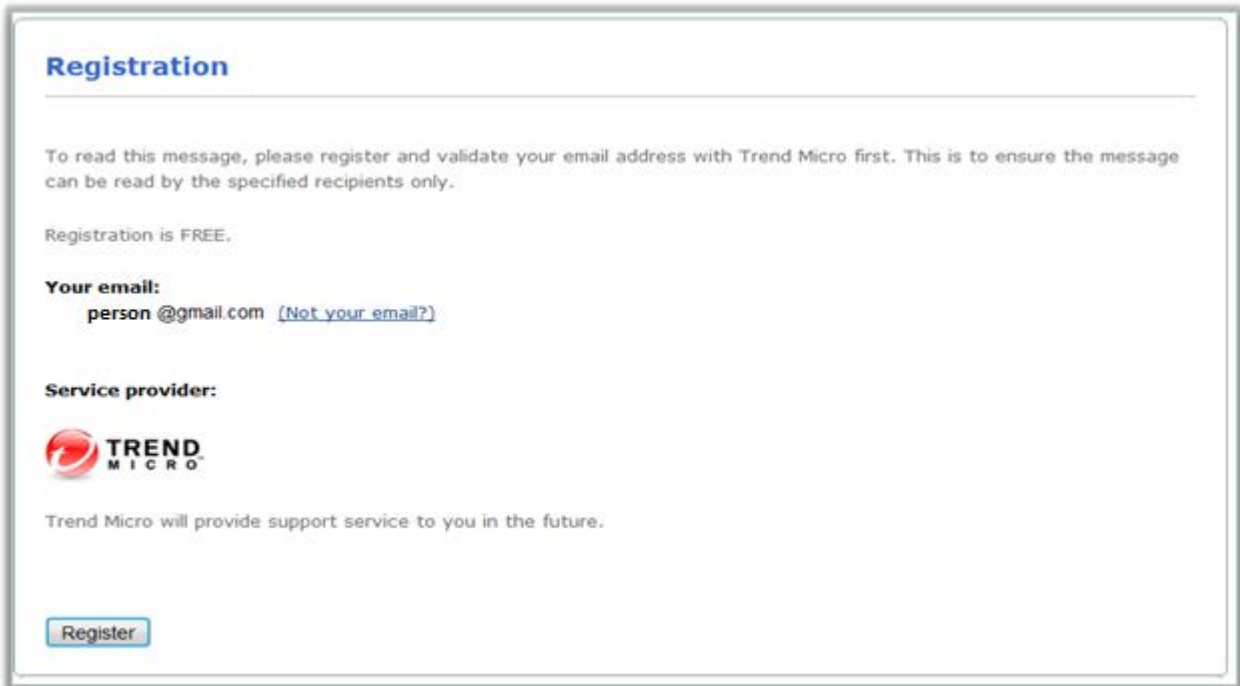 Registration
To read this message, please register and validate your email address with Trend Micro first. This is to ensure the message
can be read by the specified recipients only.
Registration is FREE.
Your email:
person @gmail.com (Not your email?)
Service provider:
TREND
MICRO™
Trend Micro will provide support service to you in the future.
Register